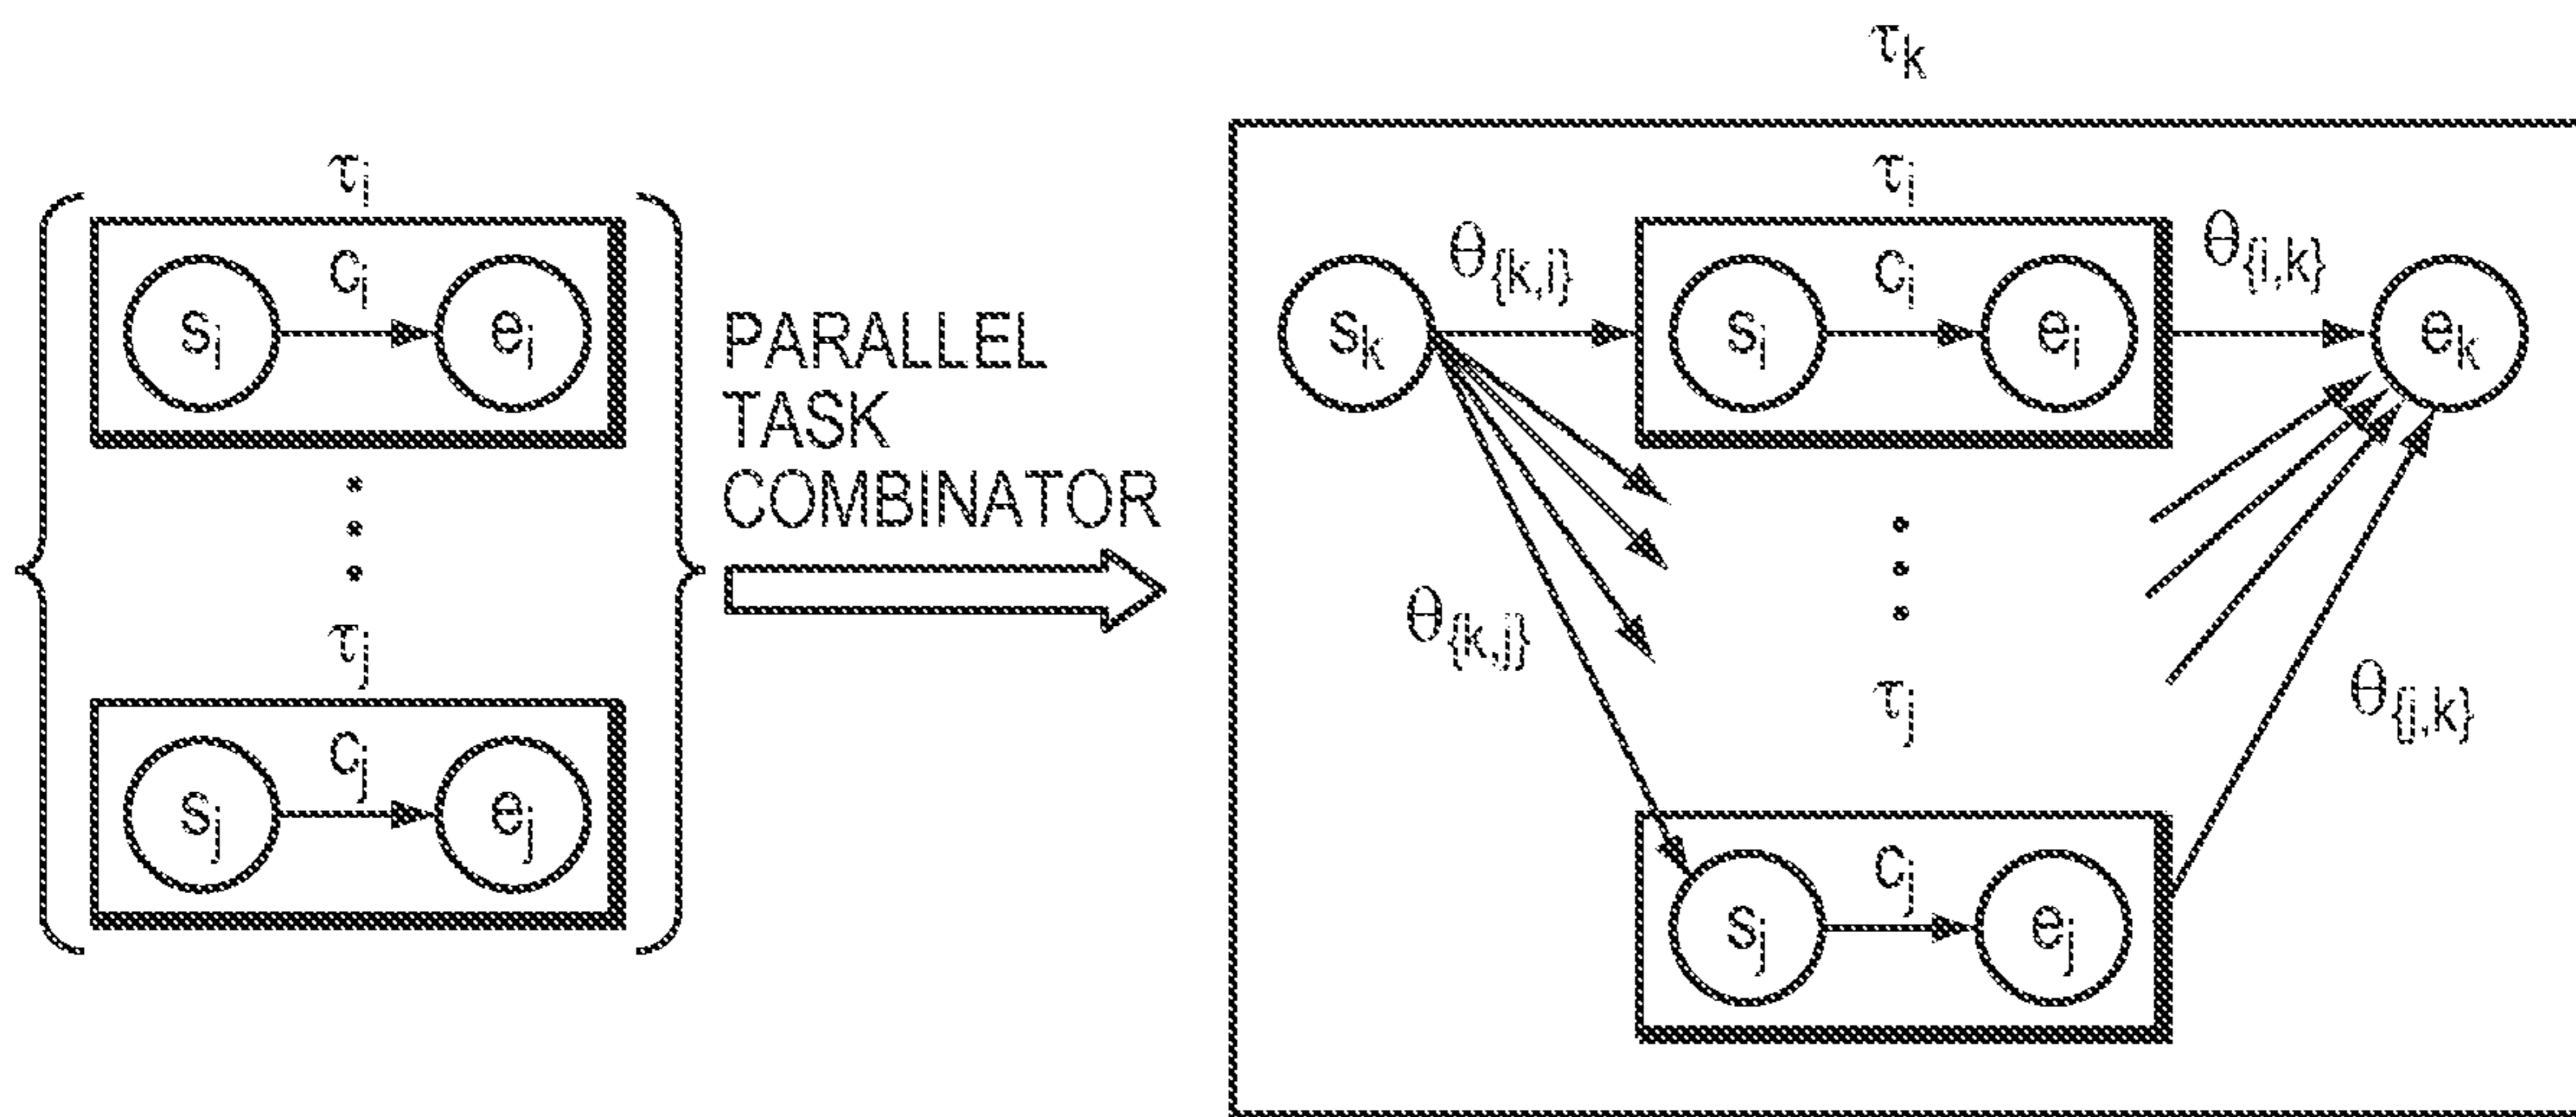 τi
ci
si
ei
τj
cj
sj
ej
PARALLEL
TASK
COMBINATOR
τk
sk
θ{k,i}
τi
ci
si
ei
θ{i,k}
ek
θ{k,j}
τj
cj
sj
ej
θ{j,k}